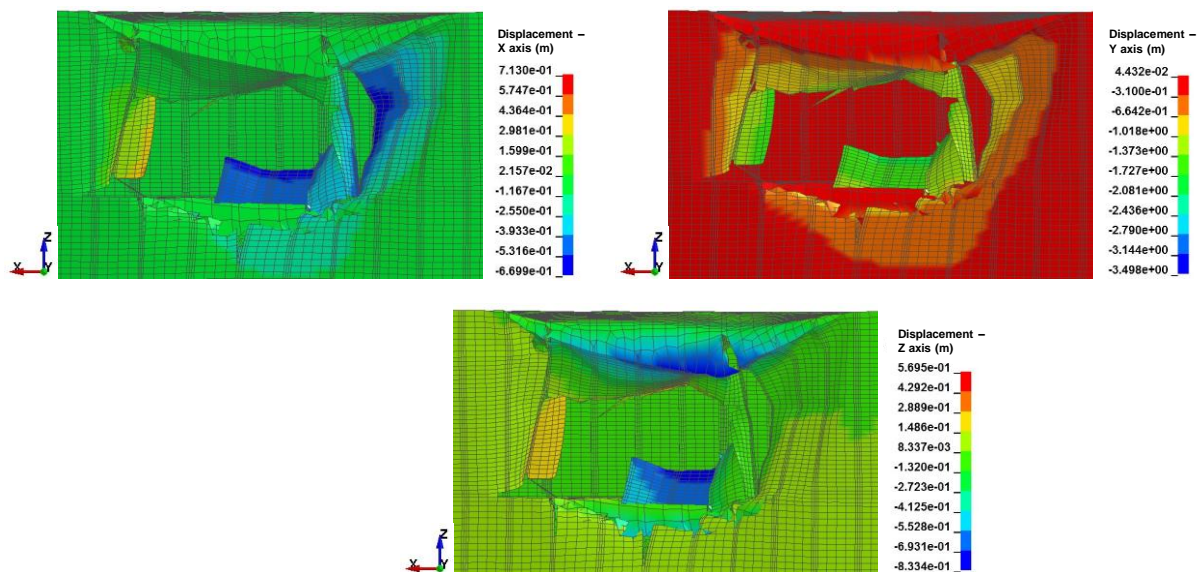 Displacement –
X axis (m)
7.130e-01
5.747e-01
4.364e-01
2.981e-01
1.599e-01
2.157e-02
-1.167e-01
-2.550e-01
-3.933e-01
-5.316e-01
-6.699e-01
Z
X
Y
Displacement –
Y axis (m)
4.432e-02
-3.100e-01
-6.642e-01
-1.018e+00
-1.373e+00
-1.727e+00
-2.081e+00
-2.436e+00
-2.790e+00
-3.144e+00
-3.498e+00
Z
X
Y
Displacement –
Z axis (m)
5.695e-01
4.292e-01
2.889e-01
1.486e-01
8.337e-03
-1.320e-01
-2.723e-01
-4.125e-01
-5.528e-01
-6.931e-01
-8.334e-01
Z
X
Y